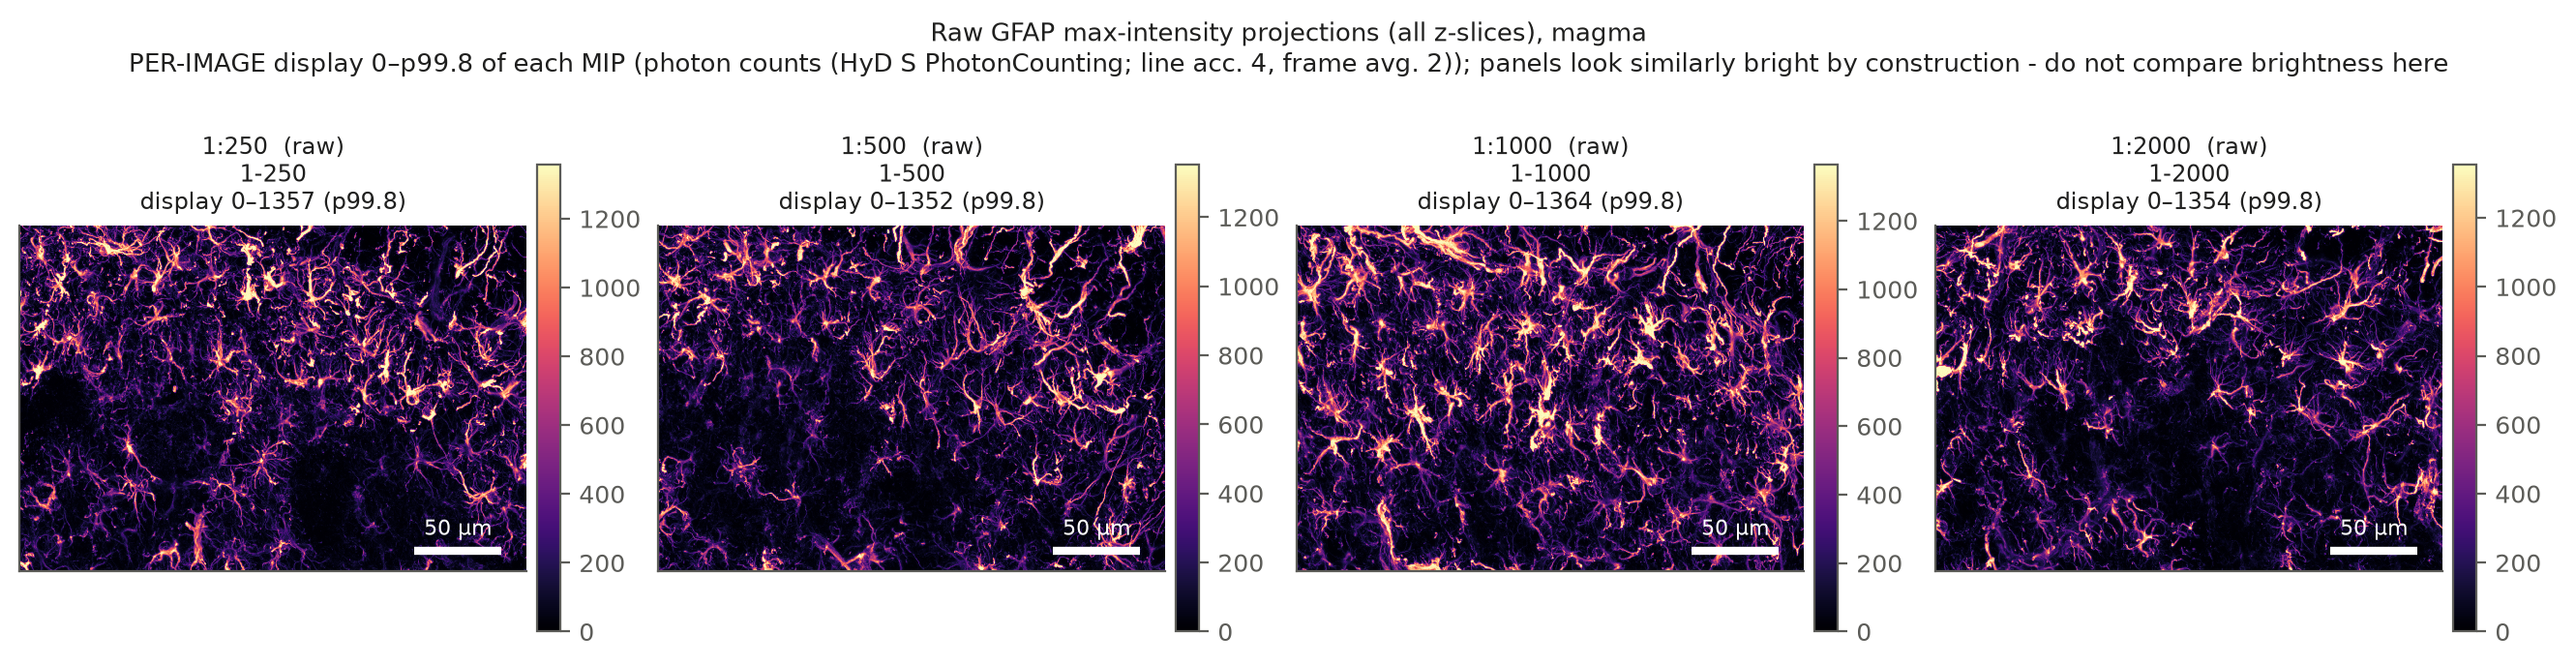 Raw GFAP max-intensity projections (all z-slices), magma
PER-IMAGE display 0–p99.8 of each MIP (photon counts (HyD S PhotonCounting; line acc. 4, frame avg. 2)); panels look similarly bright by construction - do not compare brightness here
1:250  (raw)
1-250
display 0–1357 (p99.8)
1200
1000
800
600
400
200
0
50 µm
1:500  (raw)
1-500
display 0–1352 (p99.8)
1200
1000
800
600
400
200
0
50 µm
1:1000  (raw)
1-1000
display 0–1364 (p99.8)
1200
1000
800
600
400
200
0
50 µm
1:2000  (raw)
1-2000
display 0–1354 (p99.8)
1200
1000
800
600
400
200
0
50 µm